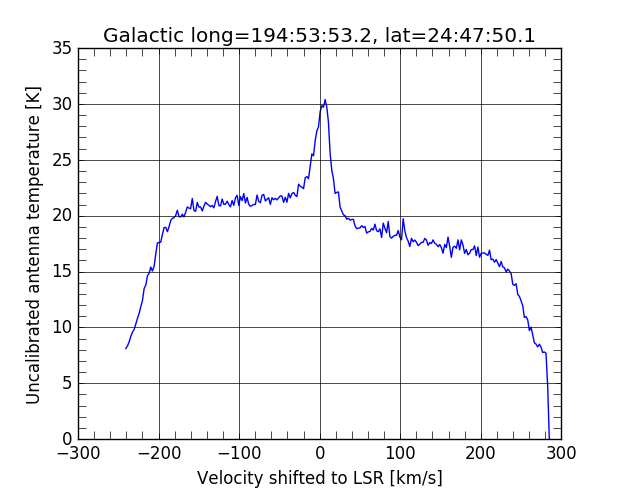 Galactic long=194:53:53.2, lat=24:47:50.1
Uncalibrated antenna temperature [K]
35
30
25
20
15
10
5
0
−300 −200 −100 0 100 200 300
Velocity shifted to LSR [km/s]